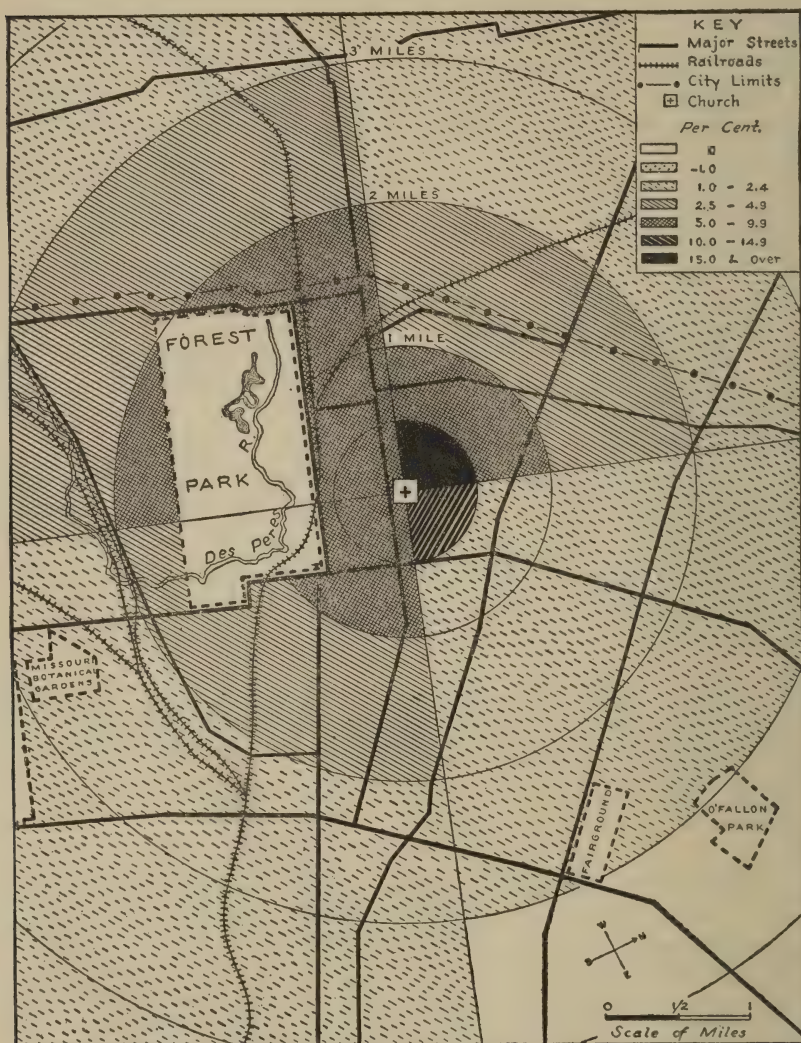 KEY
Major Streets
Railroads
City Limits
Church
Per Cent.
0
-1.0
1.0 - 2.4
2.5 - 4.9
5.0 - 9.9
10.0 - 14.9
15.0 & Over
3 MILES
2 MILES
1 MILE
FOREST
PARK
Des Peres R.
MISSOURI
BOTANICAL
GARDENS
FAIRGROUND
O'FALLON
PARK
0 1/2 1
Scale of Miles